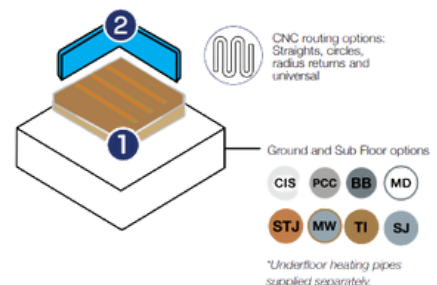 2
CNC routing options:
Straights, circles,
radius returns and
universal
1
Ground and Sub Floor options
CIS PCC BB MD
STJ MW TI SJ
*Underfloor heating pipes
supplied separately.